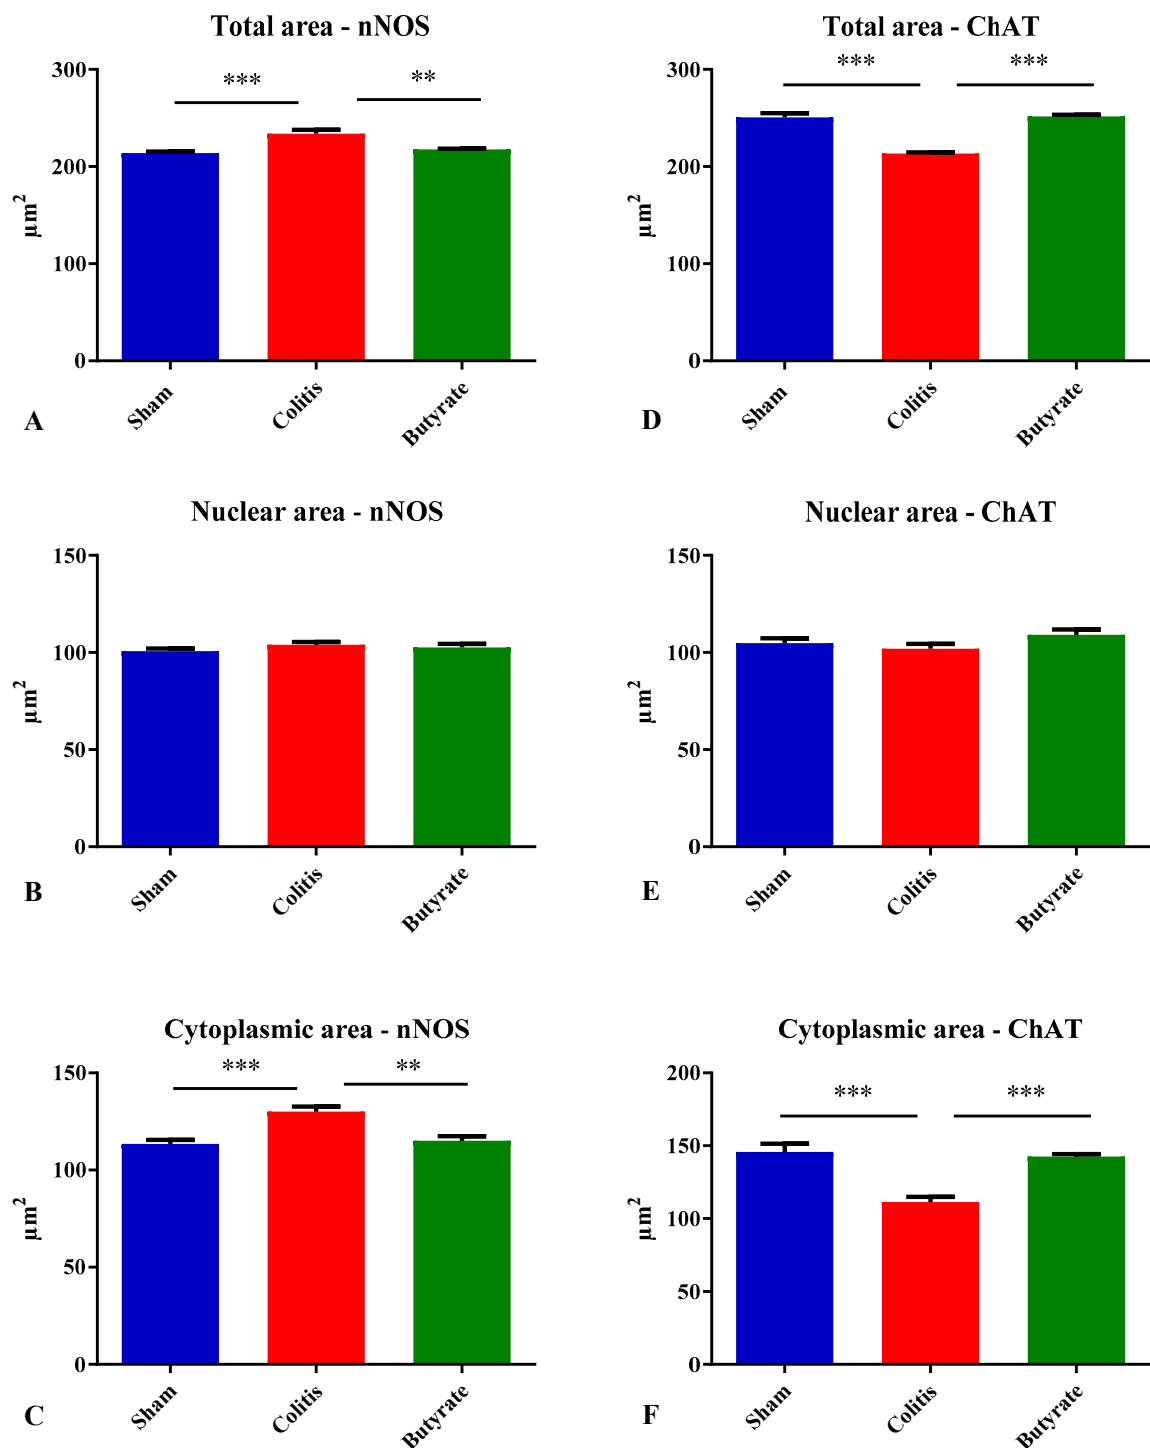 Total area - nNOS
*** **
300
200
100
0
µm²
Sham
Colitis
Butyrate
A
Total area - ChAT
*** ***
300
200
100
0
µm²
Sham
Colitis
Butyrate
D
Nuclear area - nNOS
150
100
50
0
µm²
Sham
Colitis
Butyrate
B
Nuclear area - ChAT
150
100
50
0
µm²
Sham
Colitis
Butyrate
E
Cytoplasmic area - nNOS
*** **
150
100
50
0
µm²
Sham
Colitis
Butyrate
C
Cytoplasmic area - ChAT
*** ***
200
150
100
50
0
µm²
Sham
Colitis
Butyrate
F